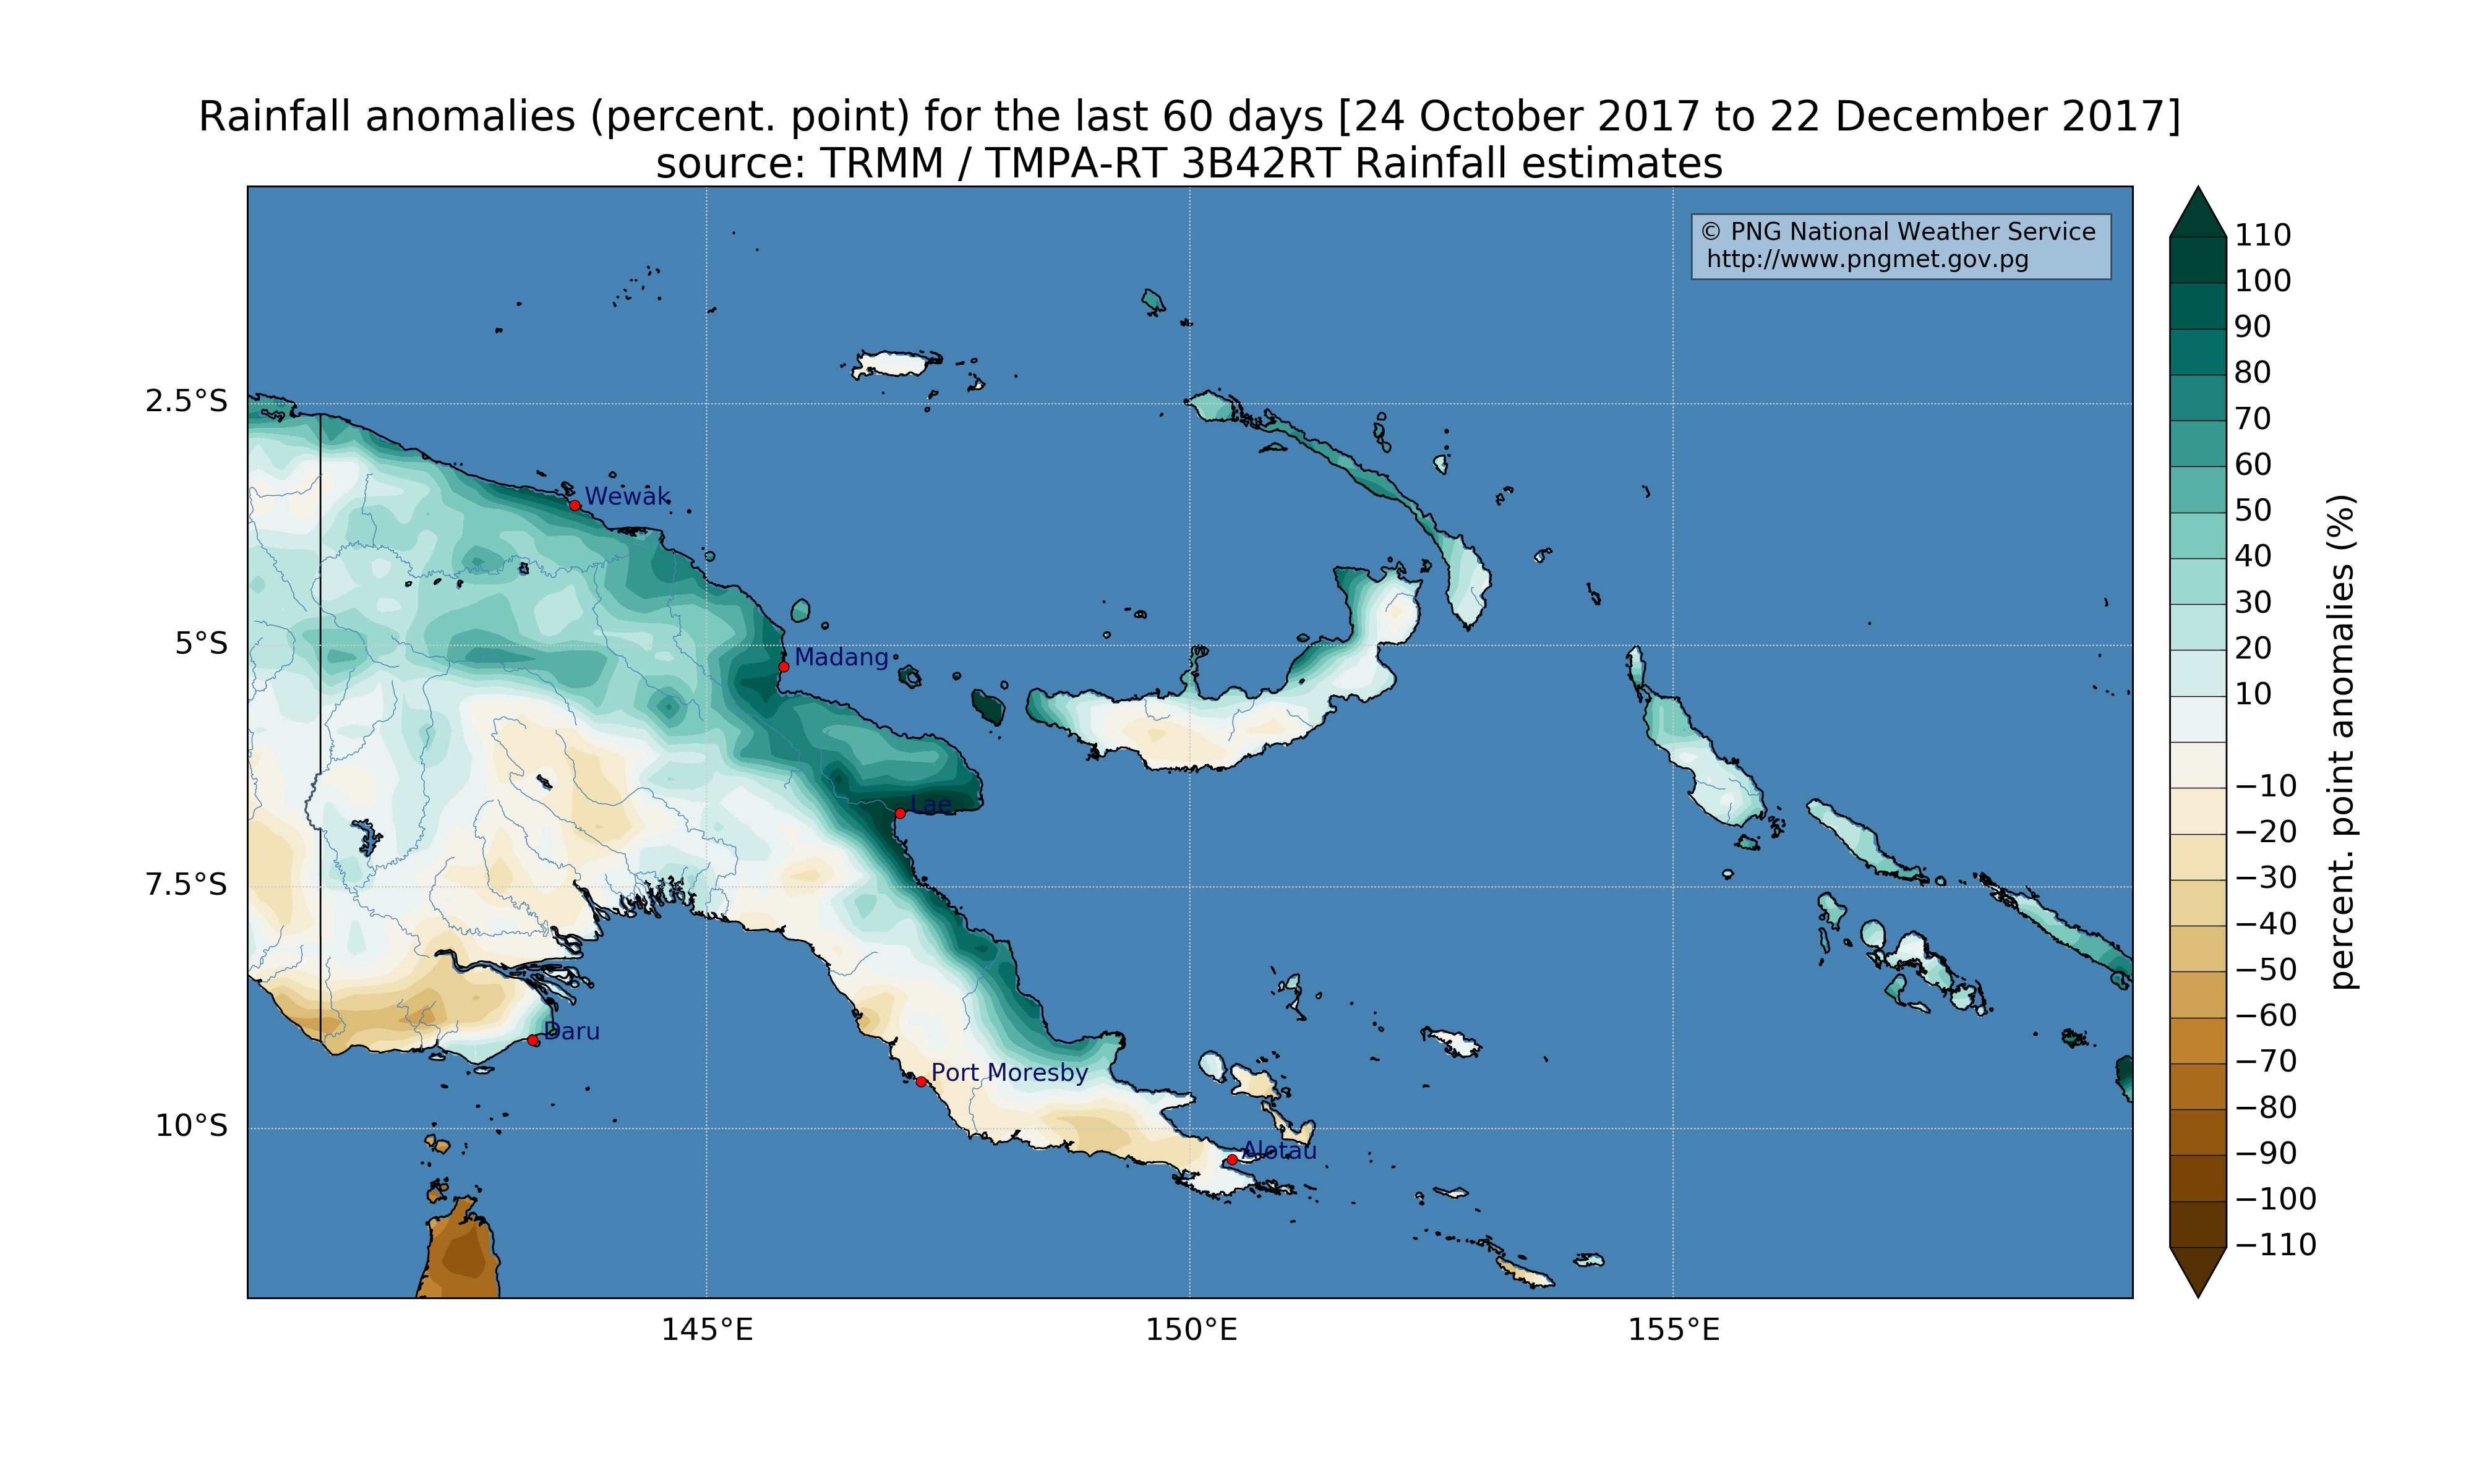 Rainfall anomalies (percent. point) for the last 60 days [24 October 2017 to 22 December 2017]
source: TRMM / TMPA-RT 3B42RT Rainfall estimates
© PNG National Weather Service
http://www.pngmet.gov.pg
2.5°S
5°S
7.5°S
10°S
Wewak
Madang
Lae
Daru
Port Moresby
Alotau
145°E
150°E
155°E
110
100
90
80
70
60
50
40
30
20
10
−10
−20
−30
−40
−50
−60
−70
−80
−90
−100
−110
percent. point anomalies (%)